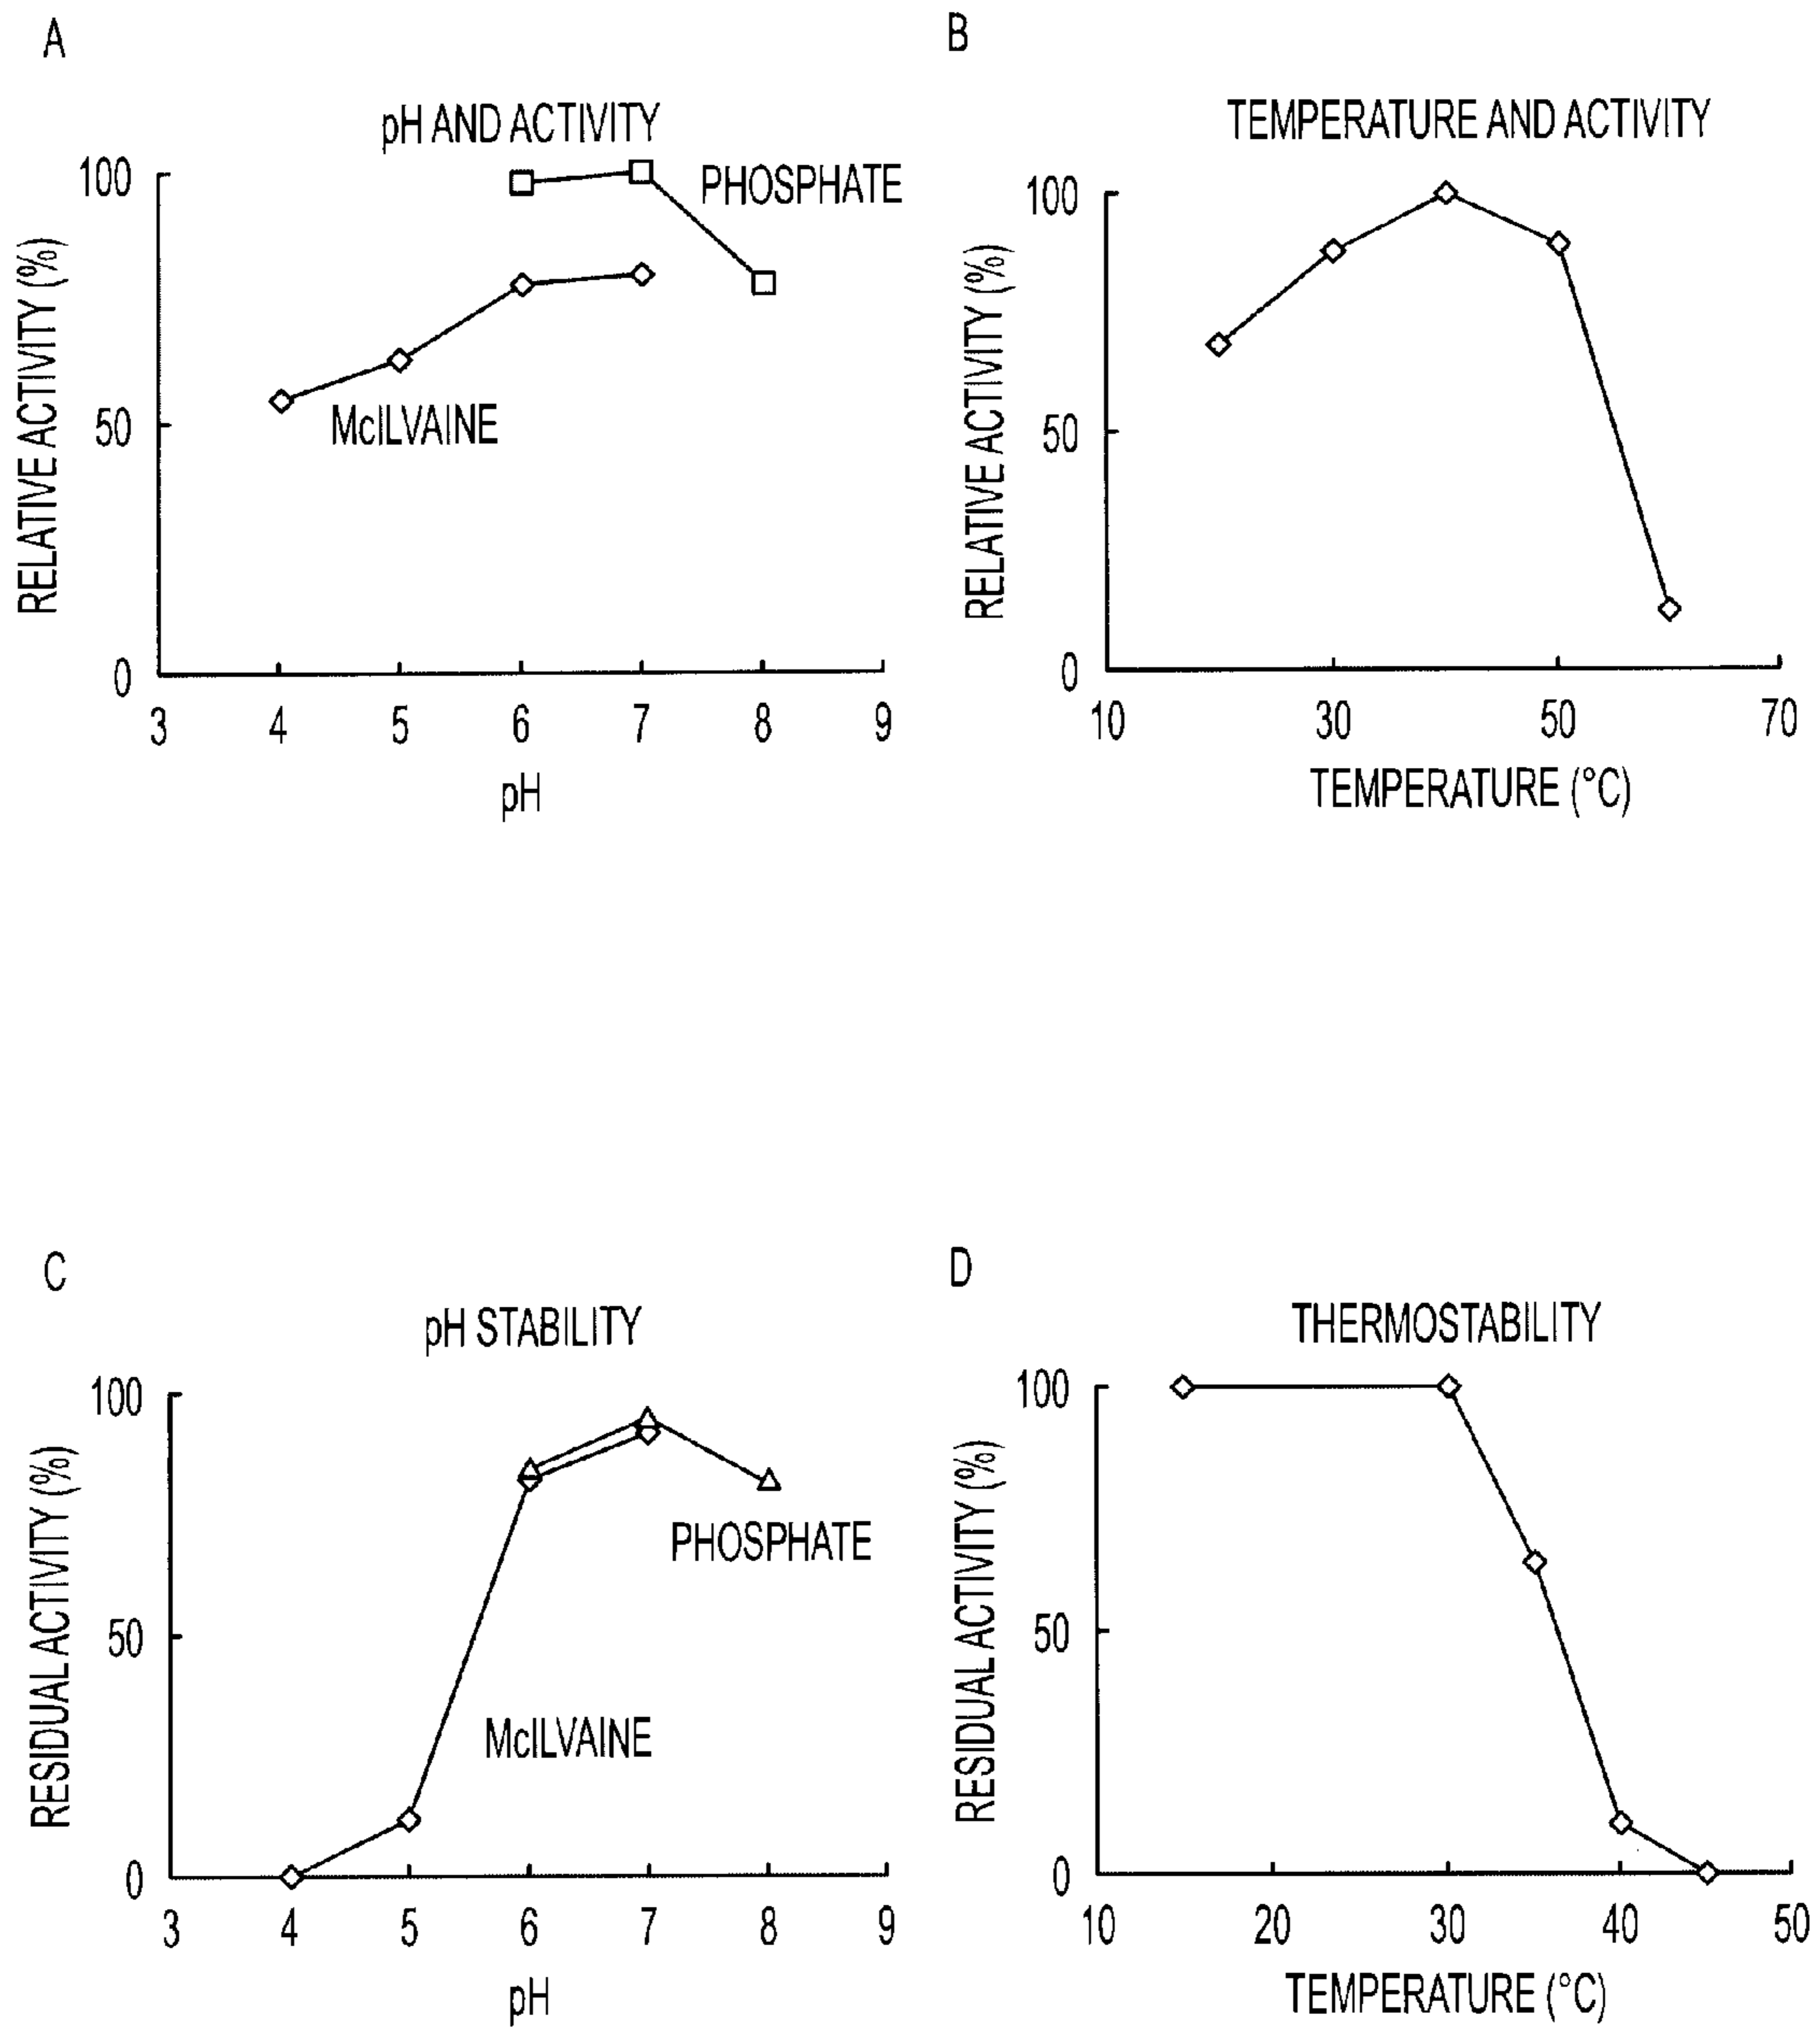 A
pH AND ACTIVITY
PHOSPHATE
McILVAINE
RELATIVE ACTIVITY (%)
100
50
0
3 4 5 6 7 8 9
pH
B
TEMPERATURE AND ACTIVITY
RELATIVE ACTIVITY (%)
100
50
0
10 30 50 70
TEMPERATURE (°C)
C
pH STABILITY
RESIDUAL ACTIVITY (%)
100
50
0
PHOSPHATE
McILVAINE
3 4 5 6 7 8 9
pH
D
THERMOSTABILITY
RESIDUAL ACTIVITY (%)
100
50
0
10 20 30 40 50
TEMPERATURE (°C)